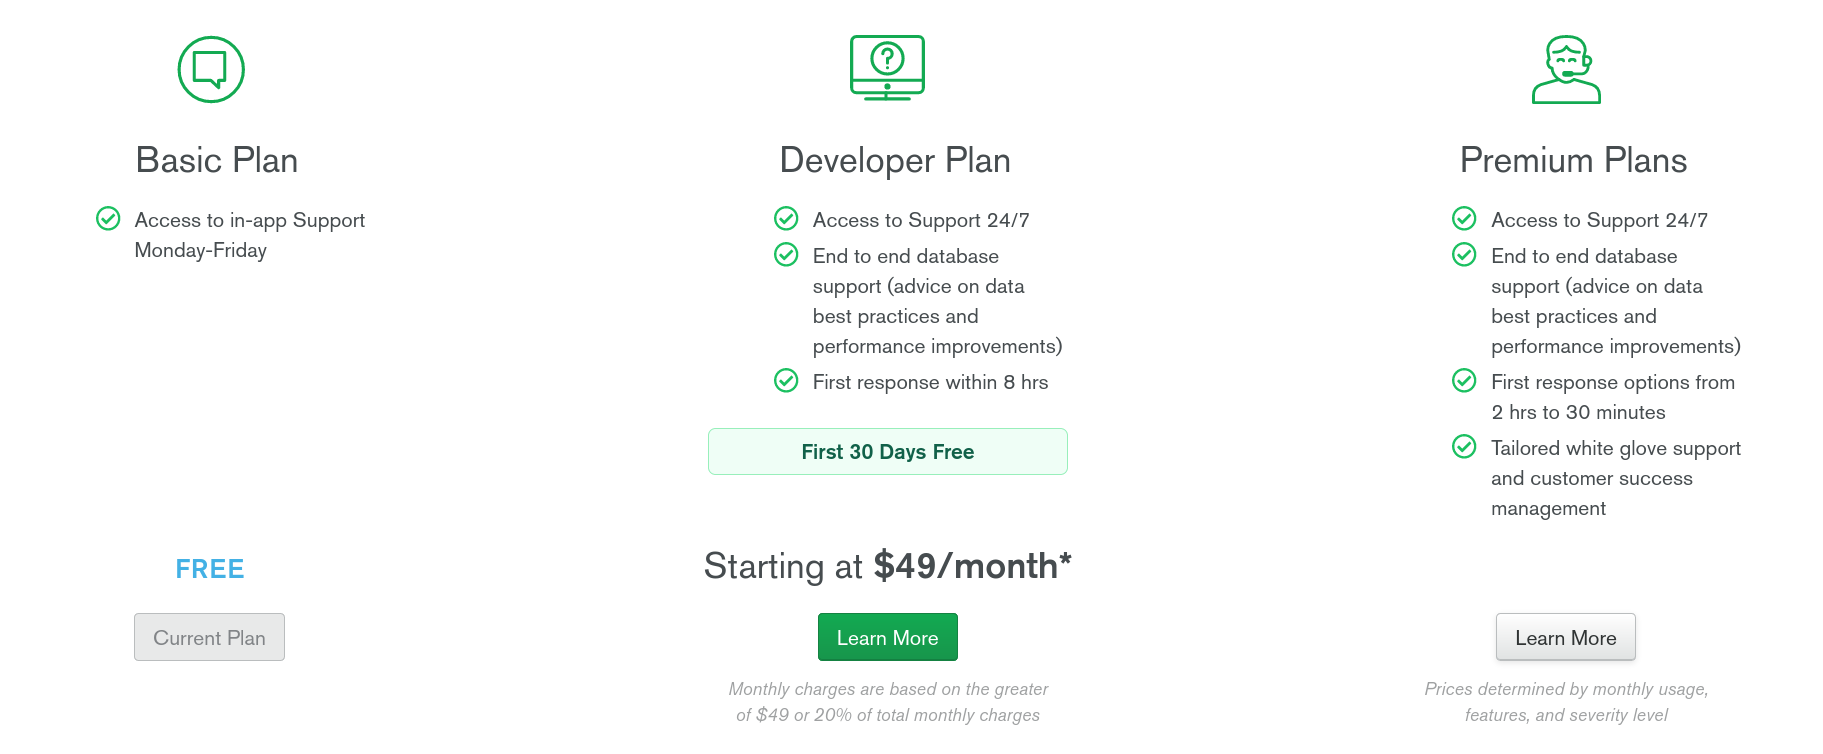 Basic Plan
Access to in-app Support
Monday-Friday
FREE
Current Plan
Developer Plan
Access to Support 24/7
End to end database
support (advice on data
best practices and
performance improvements)
First response within 8 hrs
First 30 Days Free
Starting at $49/month*
Learn More
Monthly charges are based on the greater
of $49 or 20% of total monthly charges
Premium Plans
Access to Support 24/7
End to end database
support (advice on data
best practices and
performance improvements)
First response options from
2 hrs to 30 minutes
Tailored white glove support
and customer success
management
Learn More
Prices determined by monthly usage,
features, and severity level